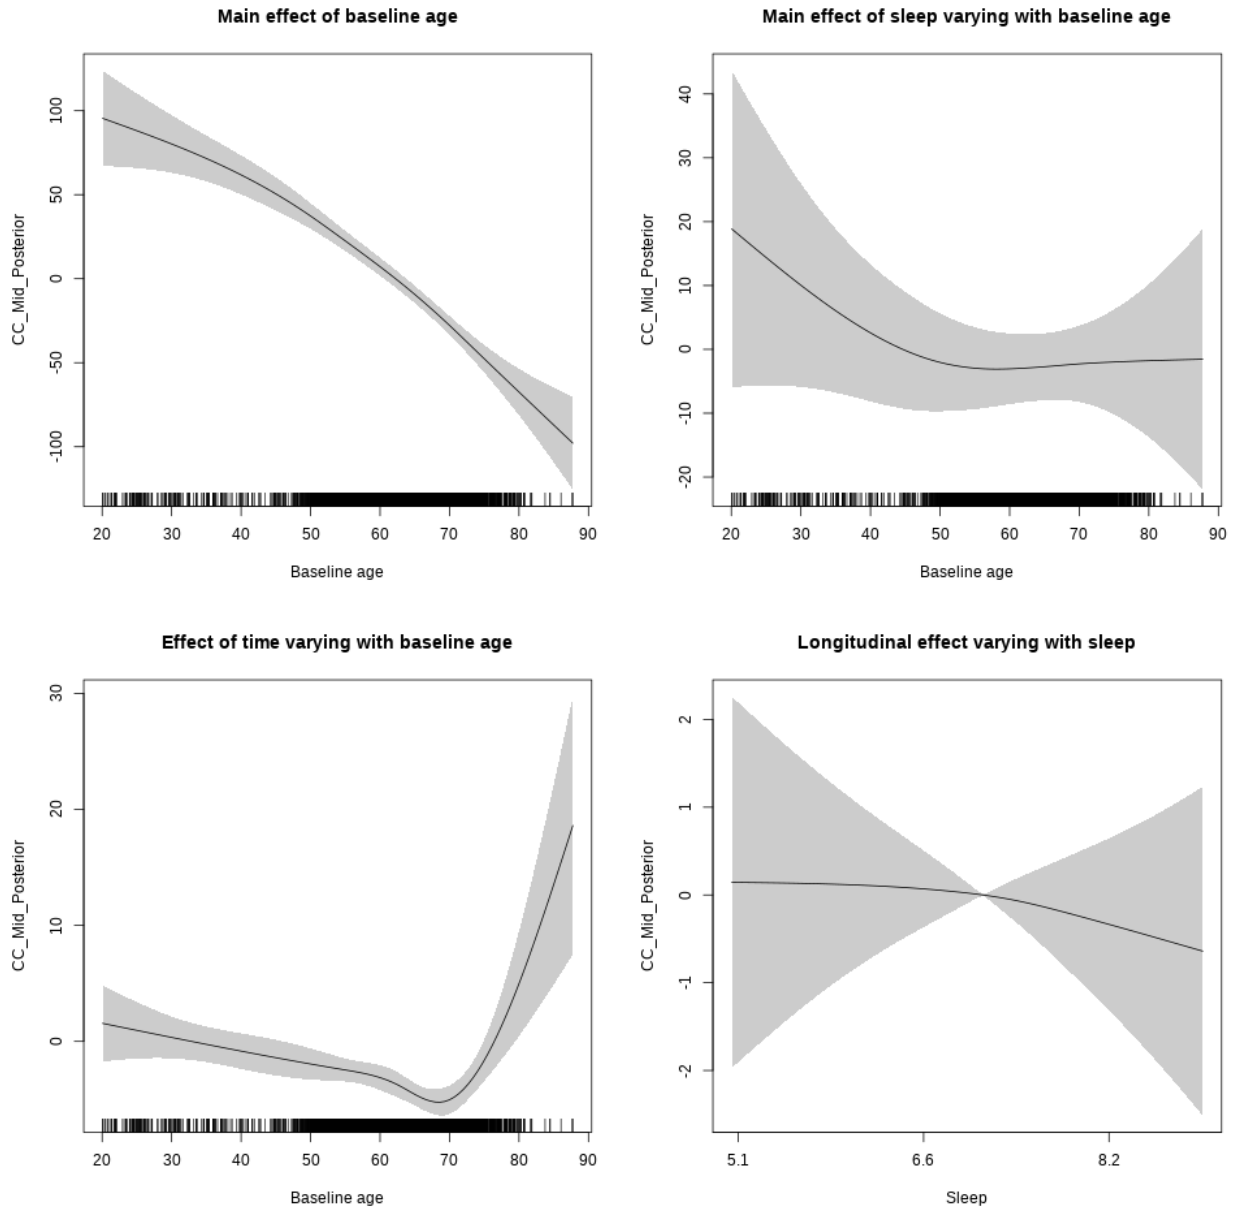 Main effect of baseline age
CC_Mid_Posterior
100
50
0
-50
-100
20 30 40 50 60 70 80 90
Baseline age
Main effect of sleep varying with baseline age
CC_Mid_Posterior
40
30
20
10
0
-10
-20
20 30 40 50 60 70 80 90
Baseline age
Effect of time varying with baseline age
CC_Mid_Posterior
30
20
10
0
20 30 40 50 60 70 80 90
Baseline age
Longitudinal effect varying with sleep
CC_Mid_Posterior
2
1
0
-1
-2
5.1 6.6 8.2
Sleep